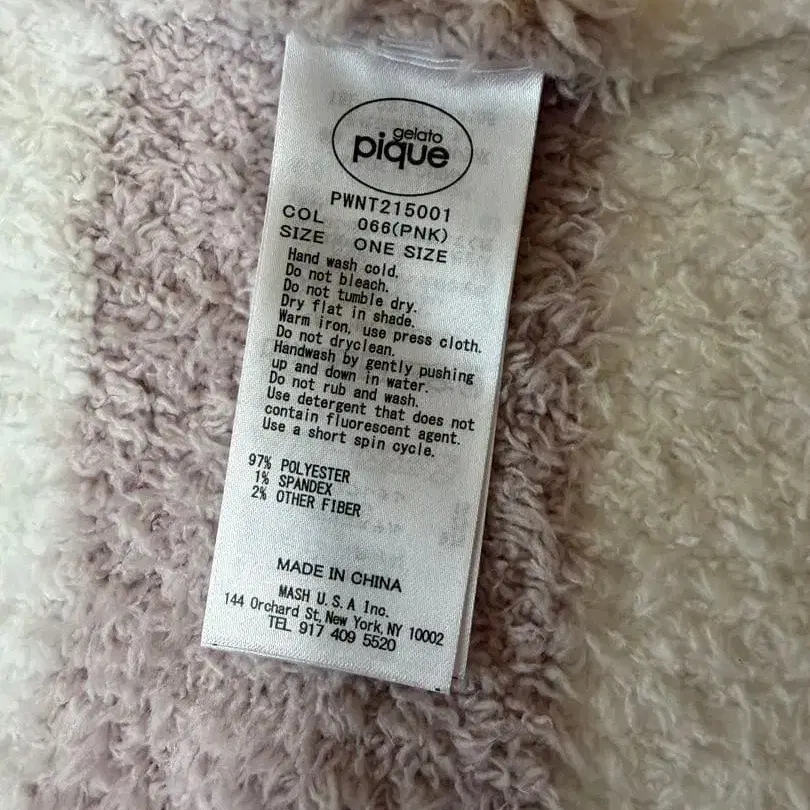 gelato
pique
PWNT215001
COL 066(PNK)
SIZE ONE SIZE
Hand wash cold.
Do not bleach.
Do not tumble dry.
Dry flat in shade.
Warm iron, use press cloth.
Do not dryclean.
Handwash by gently pushing
up and down in water.
Do not rub and wash.
Use detergent that does not
contain fluorescent agent.
Use a short spin cycle.
97% POLYESTER
1% SPANDEX
2% OTHER FIBER
MADE IN CHINA
MASH U.S.A Inc.
144 Orchard St, New York, NY 10002
TEL 917 409 5520